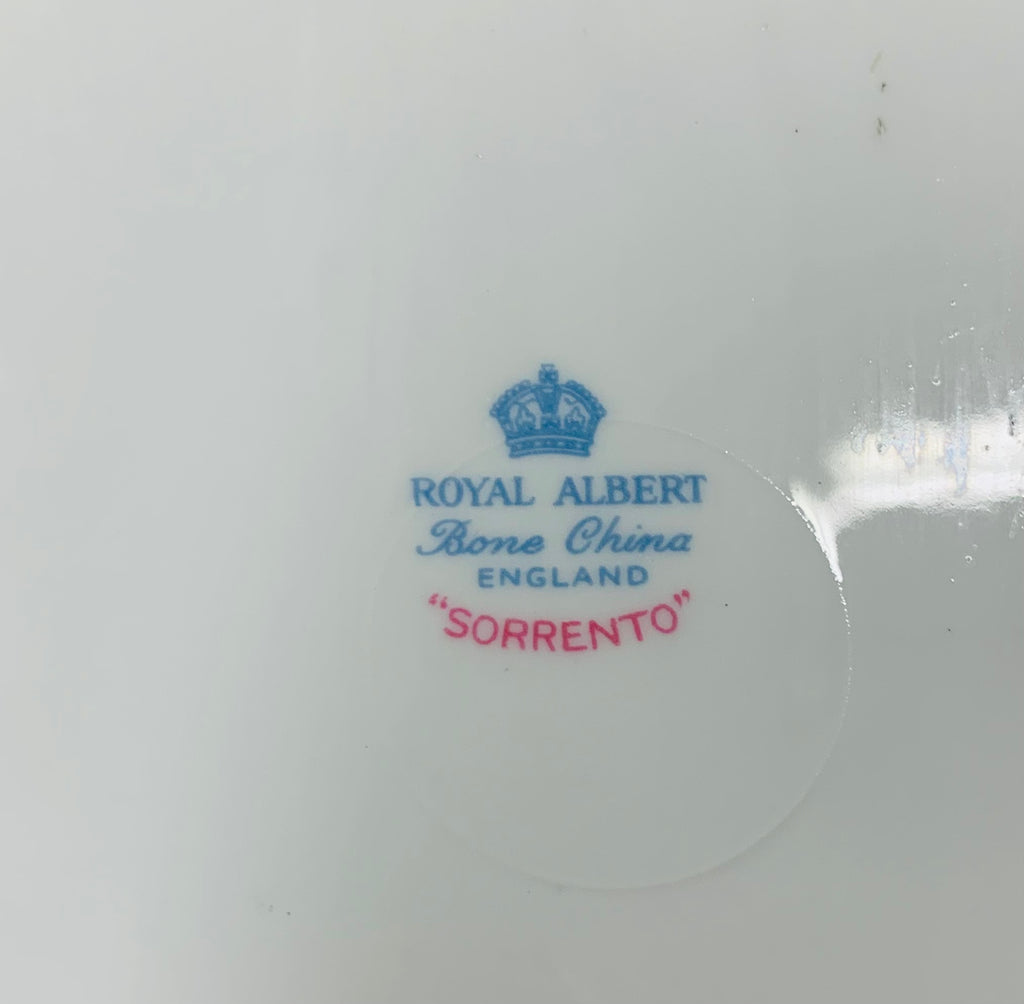 ROYAL ALBERT
Bone China
ENGLAND
"SORRENTO"